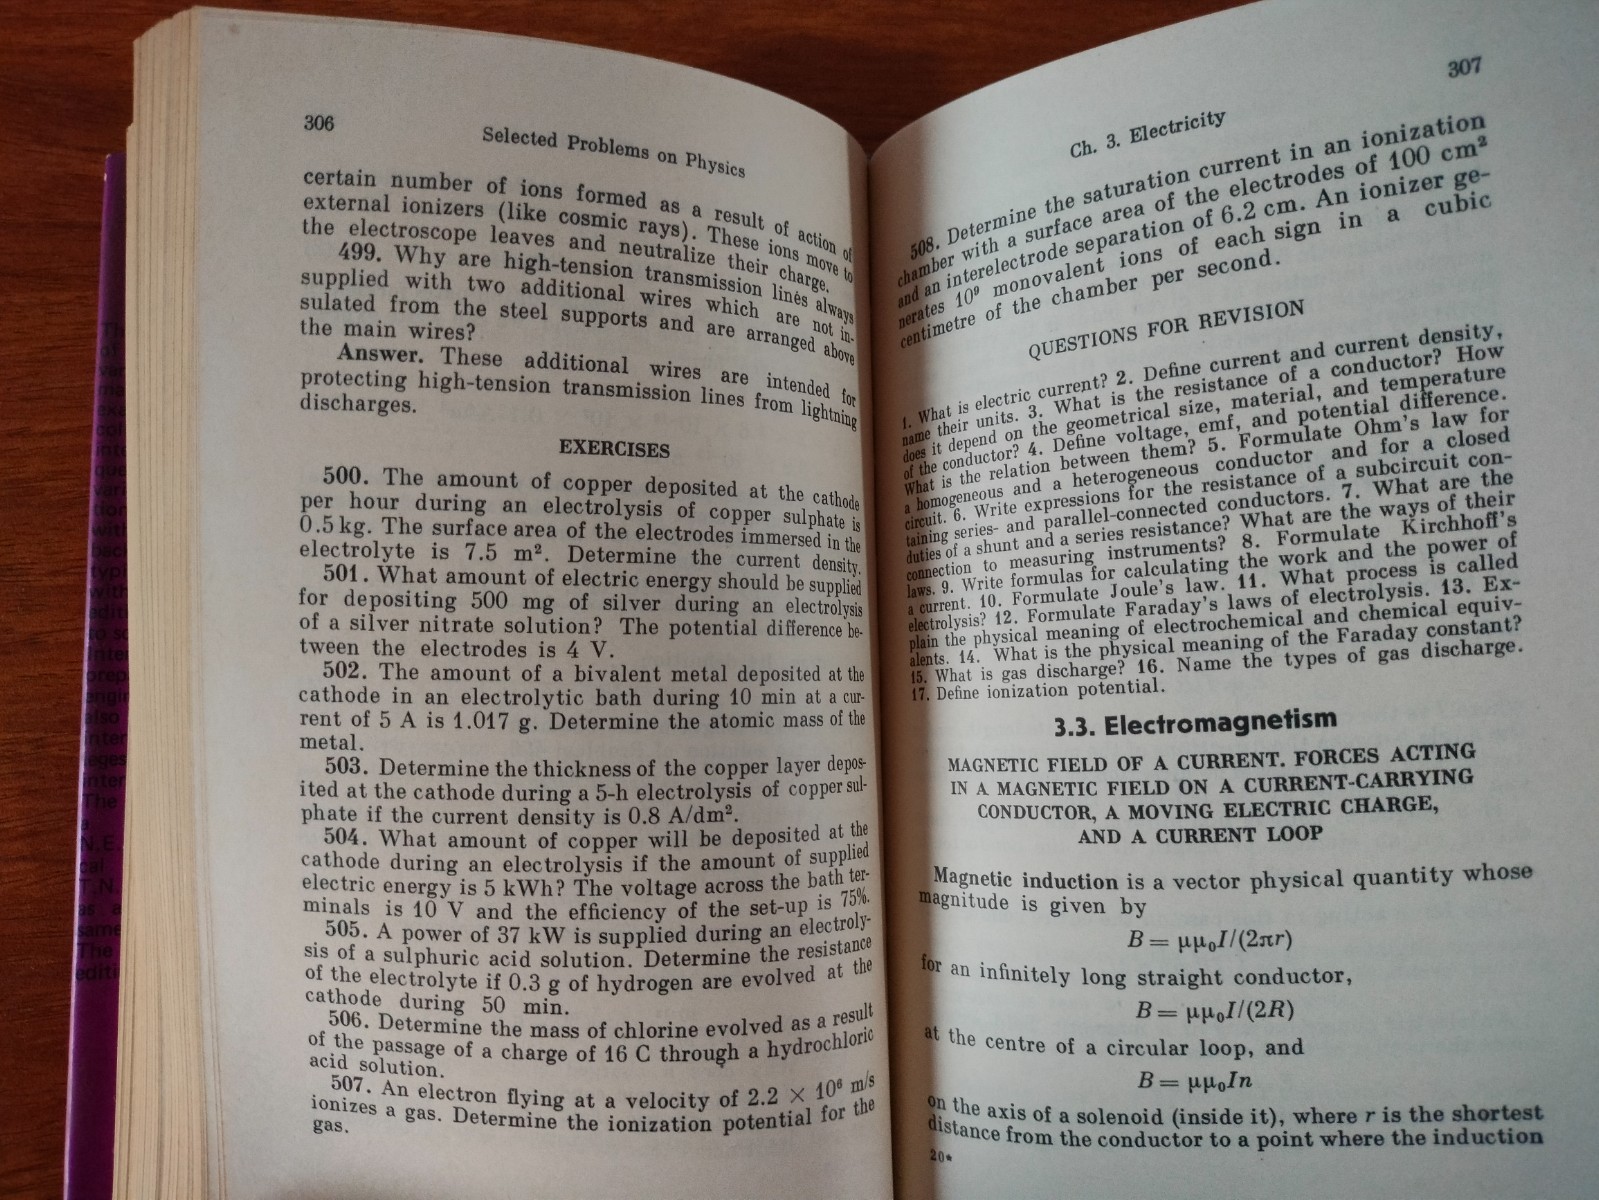 306
Selected Problems on Physics
certain number of ions formed as a result of action of
external ionizers (like cosmic rays). These ions move to
the electroscope leaves and neutralize their charge.
499. Why are high-tension transmission lines always
supplied with two additional wires which are not in-
sulated from the steel supports and are arranged above
the main wires?
Answer. These additional wires are intended for
protecting high-tension transmission lines from lightning
discharges.
EXERCISES
500. The amount of copper deposited at the cathode
per hour during an electrolysis of copper sulphate is
0.5 kg. The surface area of the electrodes immersed in the
electrolyte is 7.5 m². Determine the current density.
501. What amount of electric energy should be supplied
for depositing 500 mg of silver during an electrolysis
of a silver nitrate solution? The potential difference be-
tween the electrodes is 4 V.
502. The amount of a bivalent metal deposited at the
cathode in an electrolytic bath during 10 min at a cur-
rent of 5 A is 1.017 g. Determine the atomic mass of the
metal.
503. Determine the thickness of the copper layer depos-
ited at the cathode during a 5-h electrolysis of copper sul-
phate if the current density is 0.8 A/dm².
504. What amount of copper will be deposited at the
cathode during an electrolysis if the amount of supplied
electric energy is 5 kWh? The voltage across the bath ter-
minals is 10 V and the efficiency of the set-up is 75%.
505. A power of 37 kW is supplied during an electroly-
sis of a sulphuric acid solution. Determine the resistance
of the electrolyte if 0.3 g of hydrogen are evolved at the
cathode during 50 min.
506. Determine the mass of chlorine evolved as a result
of the passage of a charge of 16 C through a hydrochloric
acid solution.
507. An electron flying at a velocity of 2.2 × 10⁶ m/s
ionizes a gas. Determine the ionization potential for the
gas.
307
Ch. 3. Electricity
508. Determine the saturation current in an ionization
chamber with a surface area of the electrodes of 100 cm²
and an interelectrode separation of 6.2 cm. An ionizer ge-
nerates 10⁹ monovalent ions of each sign in a cubic
centimetre of the chamber per second.
QUESTIONS FOR REVISION
1. What is electric current? 2. Define current and current density,
name their units. 3. What is the resistance of a conductor? How
does it depend on the geometrical size, material, and temperature
of the conductor? 4. Define voltage, emf, and potential difference.
What is the relation between them? 5. Formulate Ohm's law for
a homogeneous and a heterogeneous conductor and for a closed
circuit. 6. Write expressions for the resistance of a subcircuit con-
taining series- and parallel-connected conductors. 7. What are the
duties of a shunt and a series resistance? What are the ways of their
connection to measuring instruments? 8. Formulate Kirchhoff's
laws. 9. Write formulas for calculating the work and the power of
a current. 10. Formulate Joule's law. 11. What process is called
electrolysis? 12. Formulate Faraday's laws of electrolysis. 13. Ex-
plain the physical meaning of electrochemical and chemical equiv-
alents. 14. What is the physical meaning of the Faraday constant?
15. What is gas discharge? 16. Name the types of gas discharge.
17. Define ionization potential.
3.3. Electromagnetism
MAGNETIC FIELD OF A CURRENT. FORCES ACTING
IN A MAGNETIC FIELD ON A CURRENT-CARRYING
CONDUCTOR, A MOVING ELECTRIC CHARGE,
AND A CURRENT LOOP
Magnetic induction is a vector physical quantity whose
magnitude is given by
B = μμ₀I/(2πr)
for an infinitely long straight conductor,
B = μμ₀I/(2R)
at the centre of a circular loop, and
B = μμ₀In
on the axis of a solenoid (inside it), where r is the shortest
distance from the conductor to a point where the induction
20*